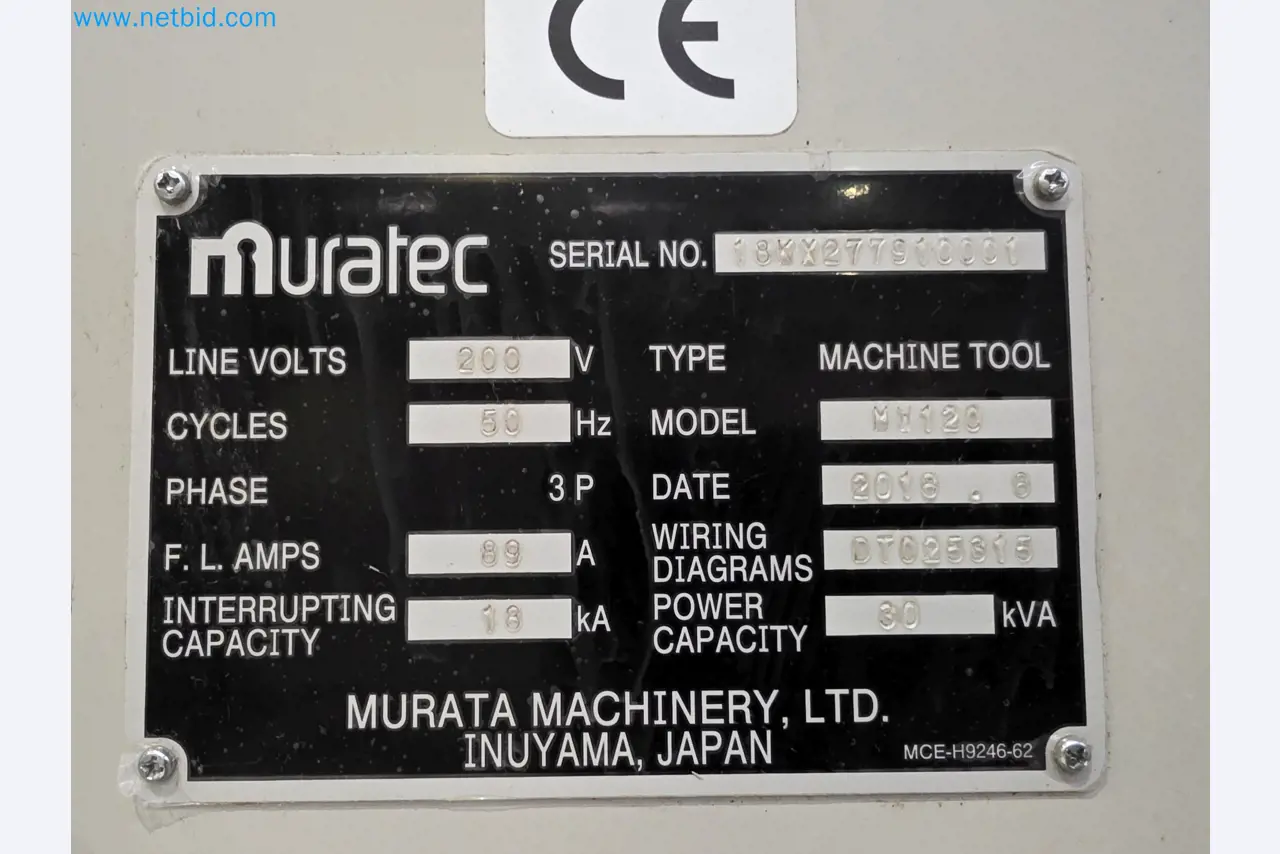 www.netbid.com
CE
muratec SERIAL NO.
LINE VOLTS 200 V TYPE MACHINE TOOL
CYCLES 50 Hz MODEL
PHASE 3 P DATE
F. L. AMPS 89 A WIRING DIAGRAMS
INTERRUPTING CAPACITY 18 kA POWER CAPACITY 30 kVA
MURATA MACHINERY, LTD.
INUYAMA, JAPAN
MCE-H9246-62